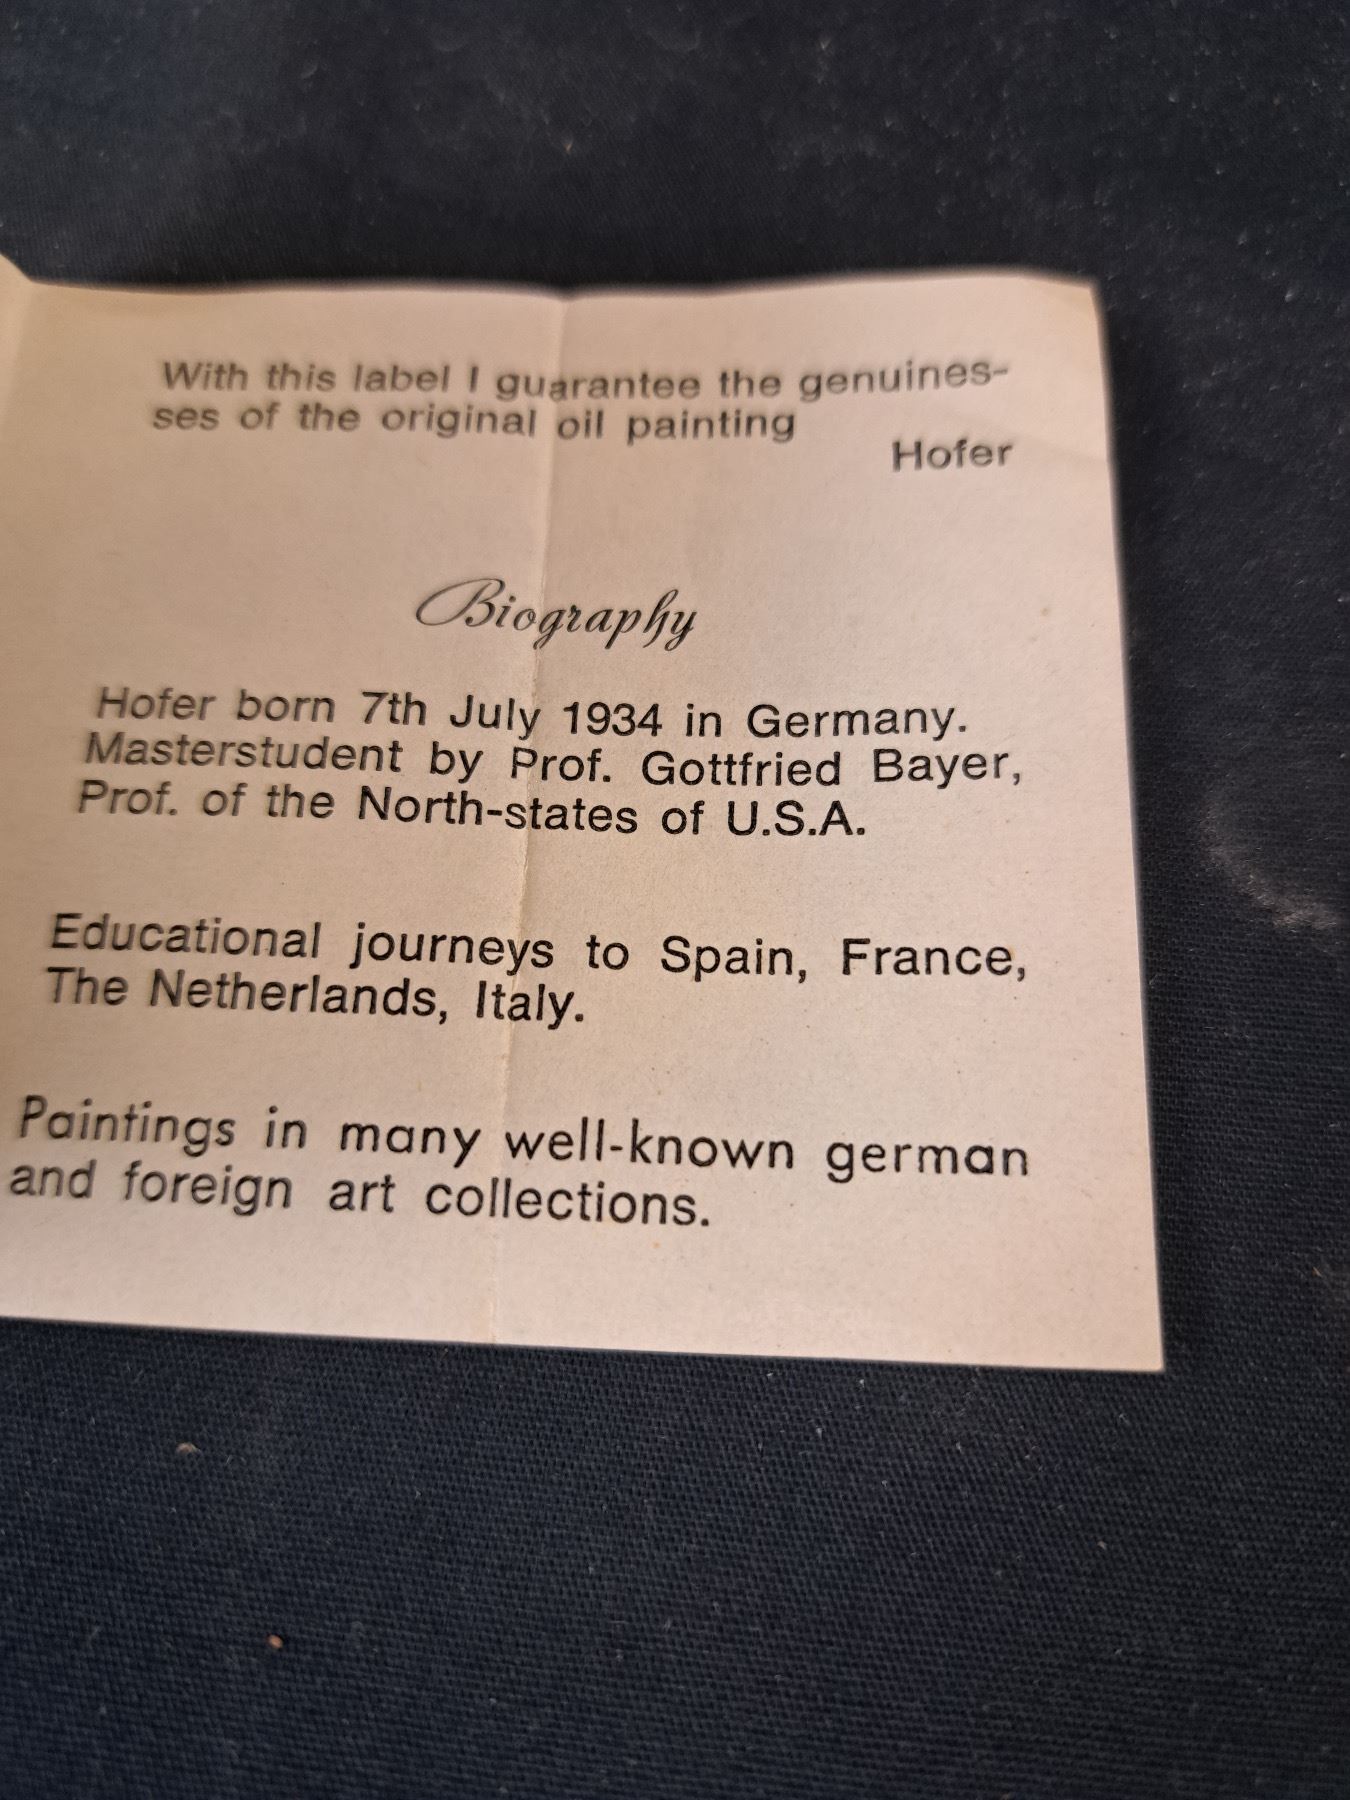 With this label I guarantee the genuines-
ses of the original oil painting
Hofer
Biography
Hofer born 7th July 1934 in Germany.
Masterstudent by Prof. Gottfried Bayer,
Prof. of the North-states of U.S.A.
Educational journeys to Spain, France,
The Netherlands, Italy.
Paintings in many well-known german
and foreign art collections.